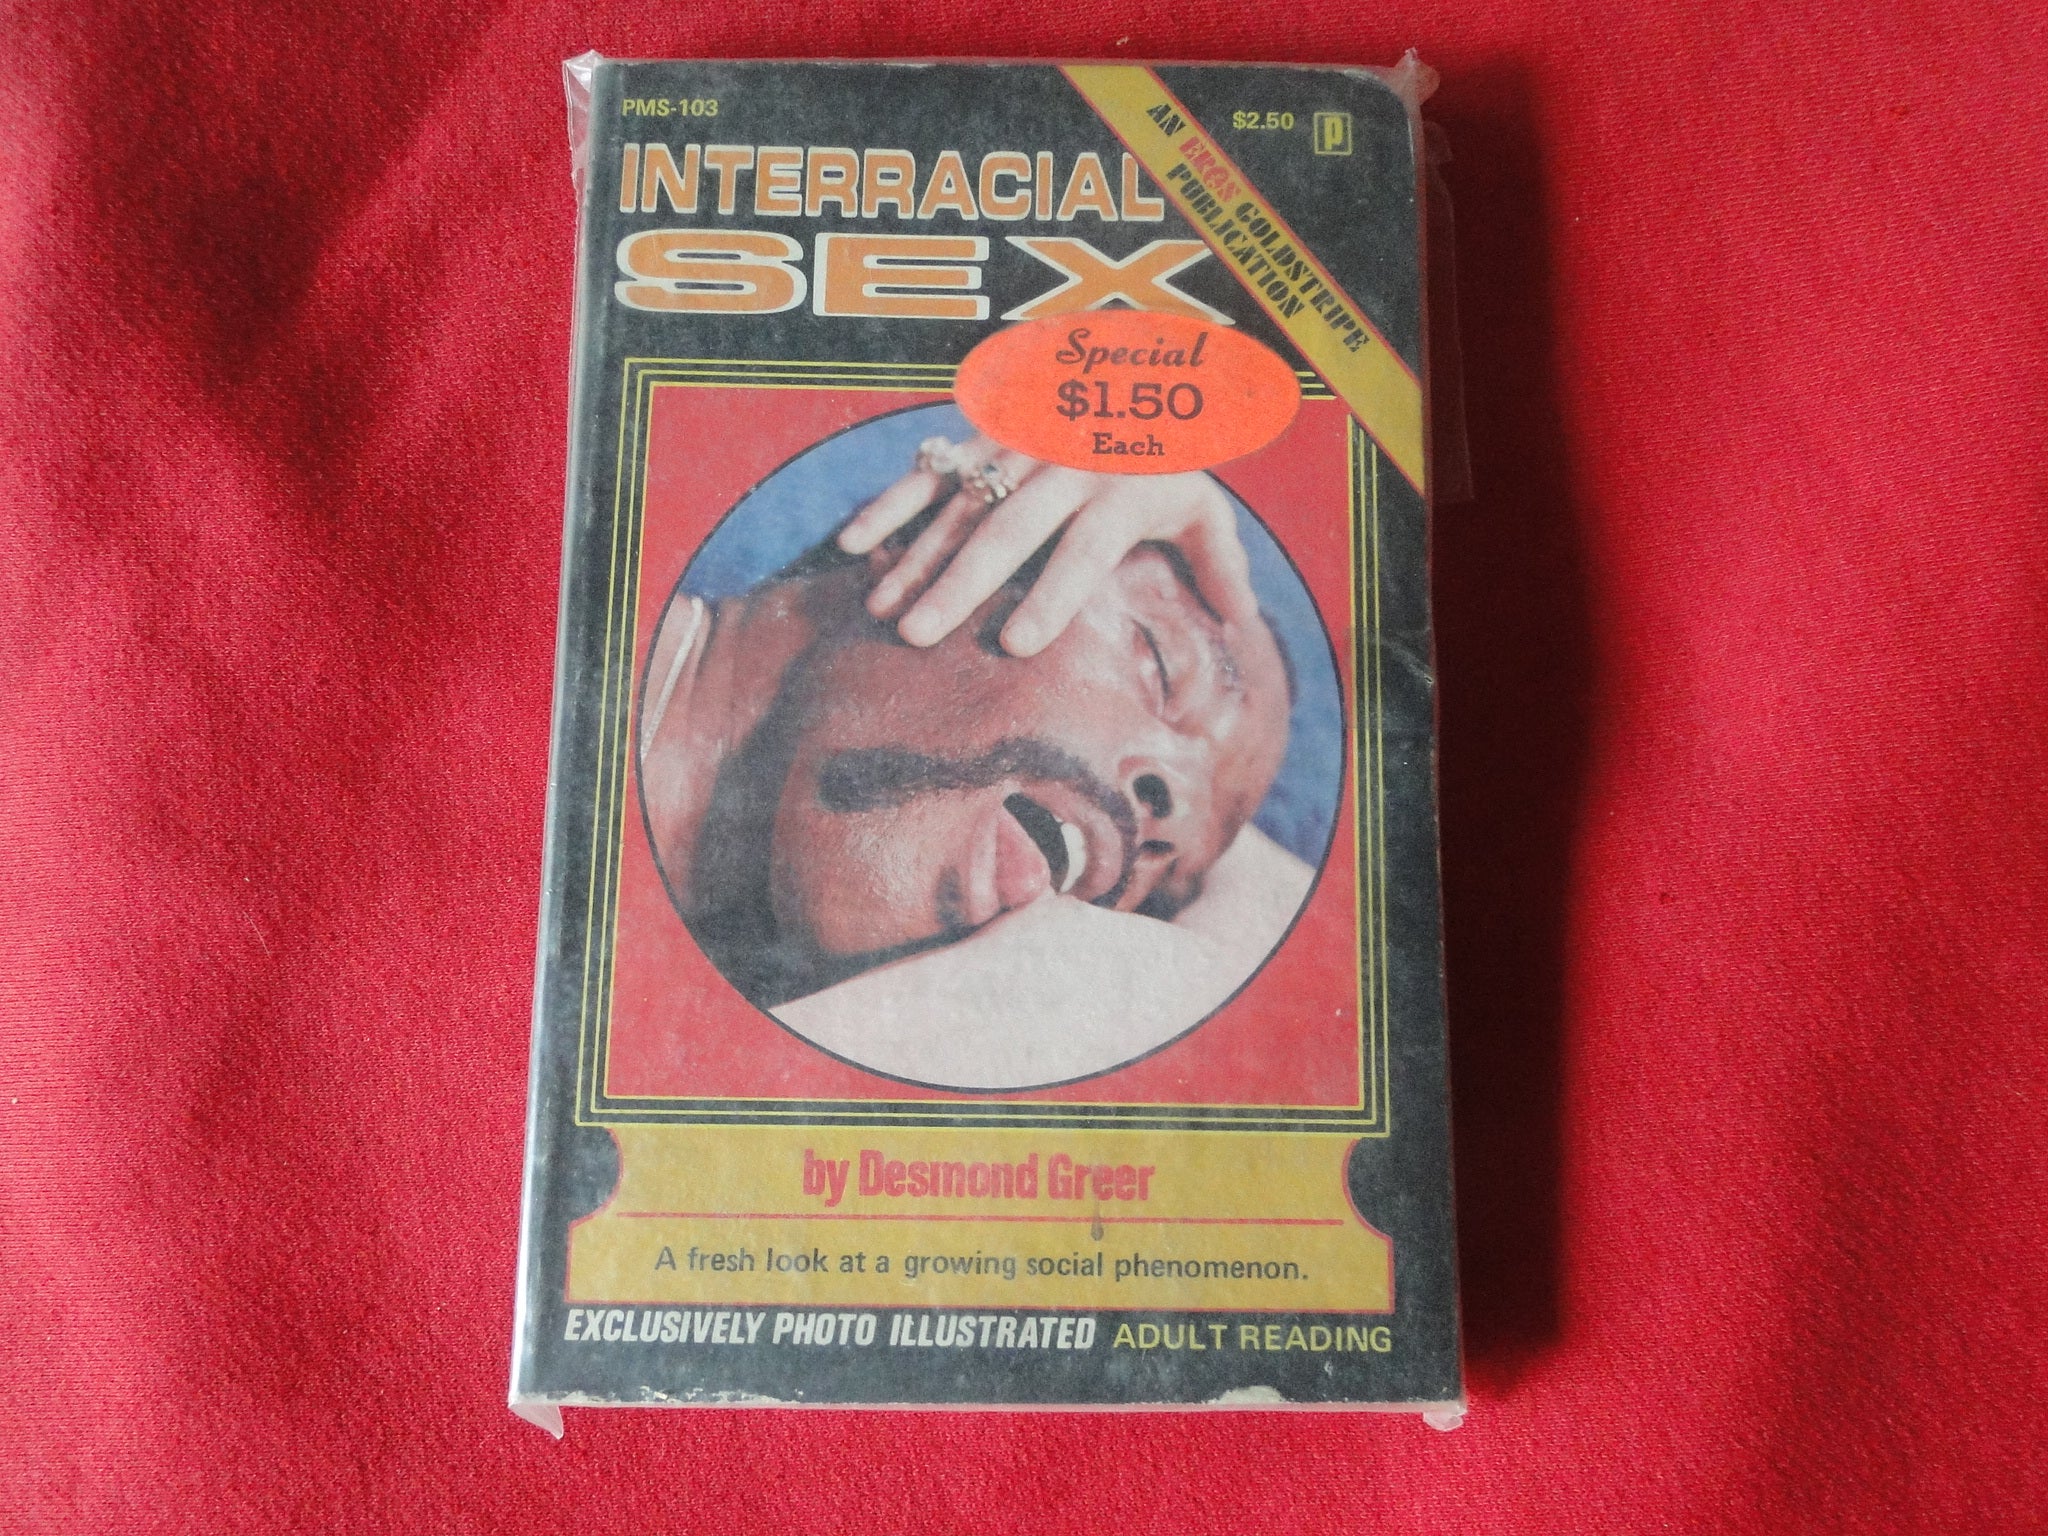 PMS-103
$2.50
p
AN EROS GOLDSTRIPE
PUBLICATION
INTERRACIAL
SEX
Special
$1.50
Each
by Desmond Greer
A fresh look at a growing social phenomenon.
EXCLUSIVELY PHOTO ILLUSTRATED ADULT READING